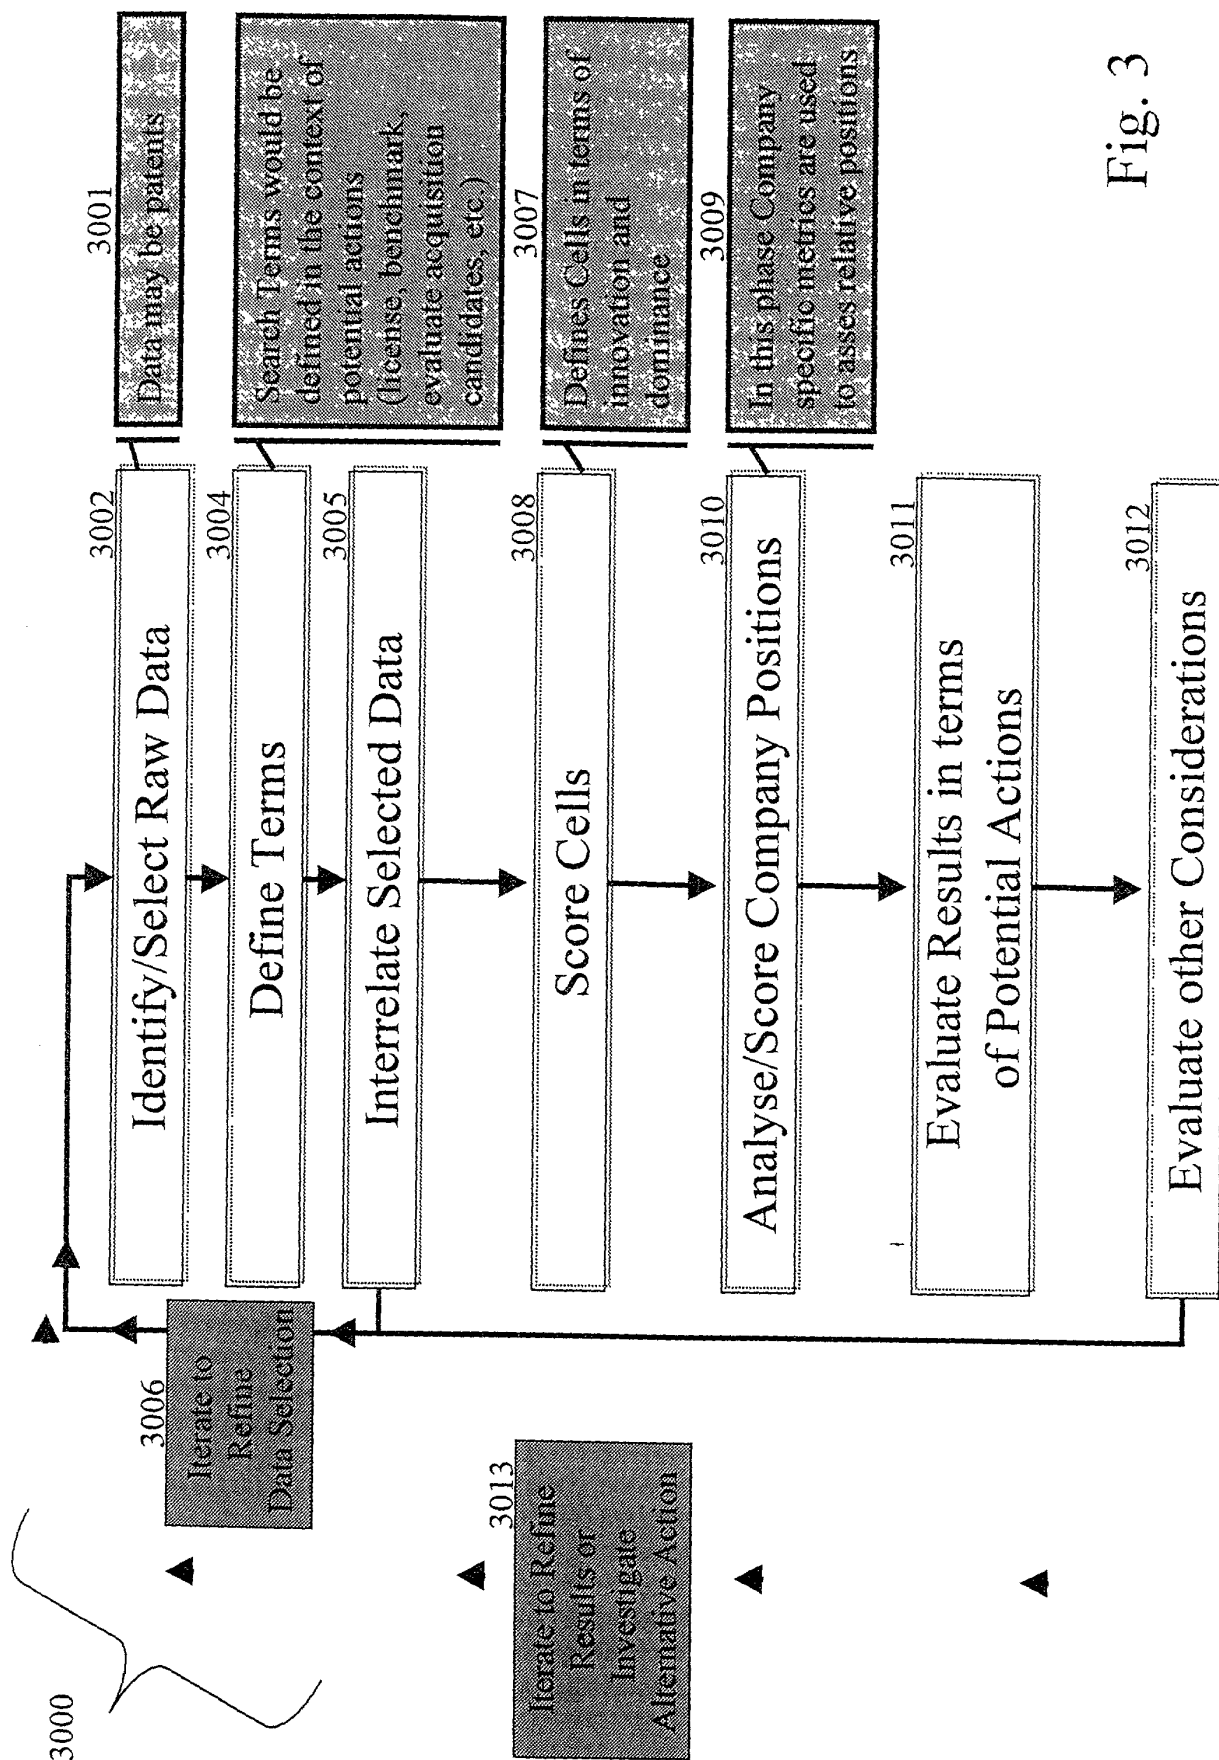 3000
3001
Data may be patents
3002
Identify/Select Raw Data
Search Terms would be
defined in the context of
potential actions
(license, benchmark,
evaluate acquisition
candidates, etc.)
3004
Define Terms
3005
Interrelate Selected Data
3006
Iterate to
Refine
Data Selection
3007
Defines Cells in terms of
innovation and
dominance
3008
Score Cells
3009
In this phase Company
specific metrics are used
to asses relative positions
3010
Analyse/Score Company Positions
3011
Evaluate Results in terms
of Potential Actions
3012
Evaluate other Considerations
3013
Iterate to Refine
Results or
Investigate
Alternative Action
Fig. 3